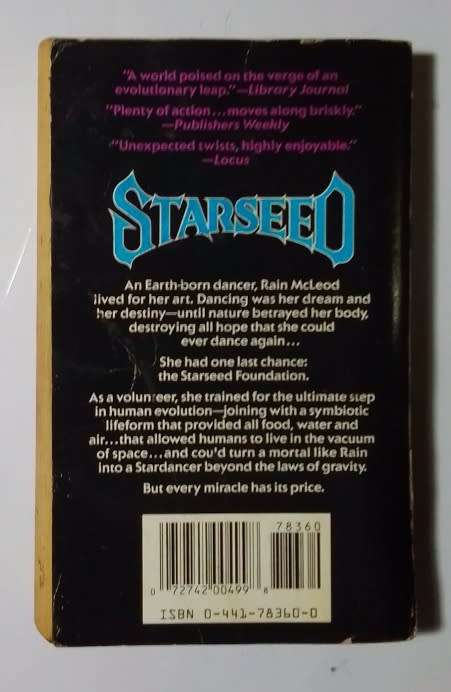 "A world poised on the verge of an
evolutionary leap."—Library Journal
"Plenty of action...moves along briskly."
—Publishers Weekly
"Unexpected twists, highly enjoyable."
—Locus
STARSEED
An Earth-born dancer, Rain McLeod
lived for her art. Dancing was her dream and
her destiny—until nature betrayed her body,
destroying all hope that she could
ever dance again...
She had one last chance:
the Starseed Foundation.
As a volunteer, she trained for the ultimate step
in human evolution—joining with a symbiotic
lifeform that provided all food, water and
air...that allowed humans to live in the vacuum
of space...and could turn a mortal like Rain
into a Stardancer beyond the laws of gravity.
But every miracle has its price.
78360
0 72742 00499 8
ISBN 0-441-78360-0